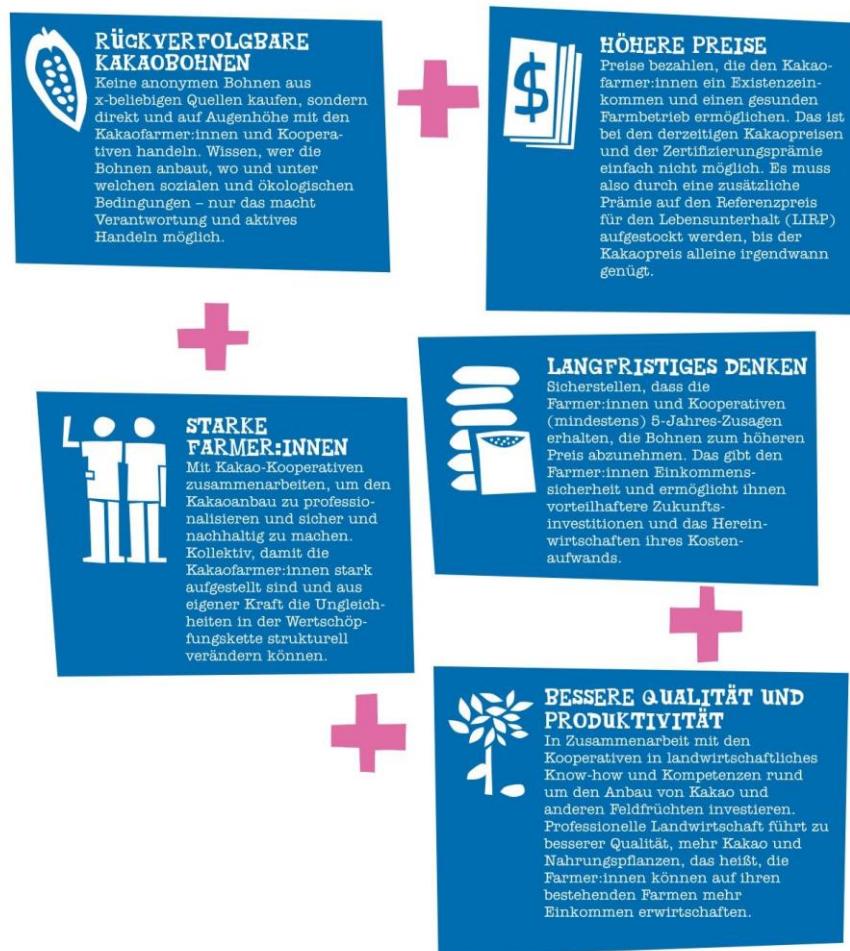 RÜCKVERFOLGBARE
KAKAOBOHNEN
Keine anonymen Bohnen aus
x-beliebigen Quellen kaufen, sondern
direkt und auf Augenhöhe mit den
Kakaofarmer:innen und Koopera-
tiven handeln. Wissen, wer die
Bohnen anbaut, wo und unter
welchen sozialen und ökologischen
Bedingungen – nur das macht
Verantwortung und aktives
Handeln möglich.
HÖHERE PREISE
Preise bezahlen, die den Kakao-
farmer:innen ein Existenzein-
kommen und einen gesunden
Farmbetrieb ermöglichen. Das ist
bei den derzeitigen Kakaopreisen
und der Zertifizierungsprämie
einfach nicht möglich. Es muss
also durch eine zusätzliche
Prämie auf den Referenzpreis
für den Lebensunterhalt (LIRP)
aufgestockt werden, bis der
Kakaopreis alleine irgendwann
genügt.
$
STARKE
FARMER:INNEN
Mit Kakao-Kooperativen
zusammenarbeiten, um den
Kakaoanbau zu professio-
nalisieren und sicher und
nachhaltig zu machen.
Kollektiv, damit die
Kakaofarmer:innen stark
aufgestellt sind und aus
eigener Kraft die Ungleich-
heiten in der Wertschöp-
fungskette strukturell
verändern können.
LANGFRISTIGES DENKEN
Sicherstellen, dass die
Farmer:innen und Kooperativen
(mindestens) 5-Jahres-Zusagen
erhalten, die Bohnen zum höheren
Preis abzunehmen. Das gibt den
Farmer:innen Einkommens-
sicherheit und ermöglicht ihnen
vorteilhaftere Zukunfts-
investitionen und das Herein-
wirtschaften ihres Kosten-
aufwands.
BESSERE QUALITÄT UND
PRODUKTIVITÄT
In Zusammenarbeit mit den
Kooperativen in landwirtschaftliches
Know-how und Kompetenzen rund
um den Anbau von Kakao und
anderen Feldfrüchten investieren.
Professionelle Landwirtschaft führt zu
besserer Qualität, mehr Kakao und
Nahrungspflanzen, das heißt, die
Farmer:innen können auf ihren
bestehenden Farmen mehr
Einkommen erwirtschaften.